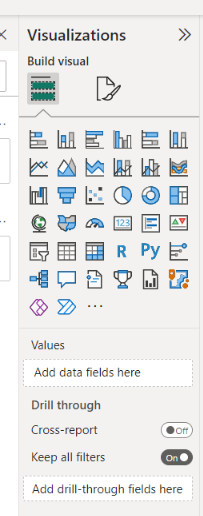 Visualizations
Build visual
123
R Py
...
Values
Add data fields here
Drill through
Cross-report Off
Keep all filters On
Add drill-through fields here